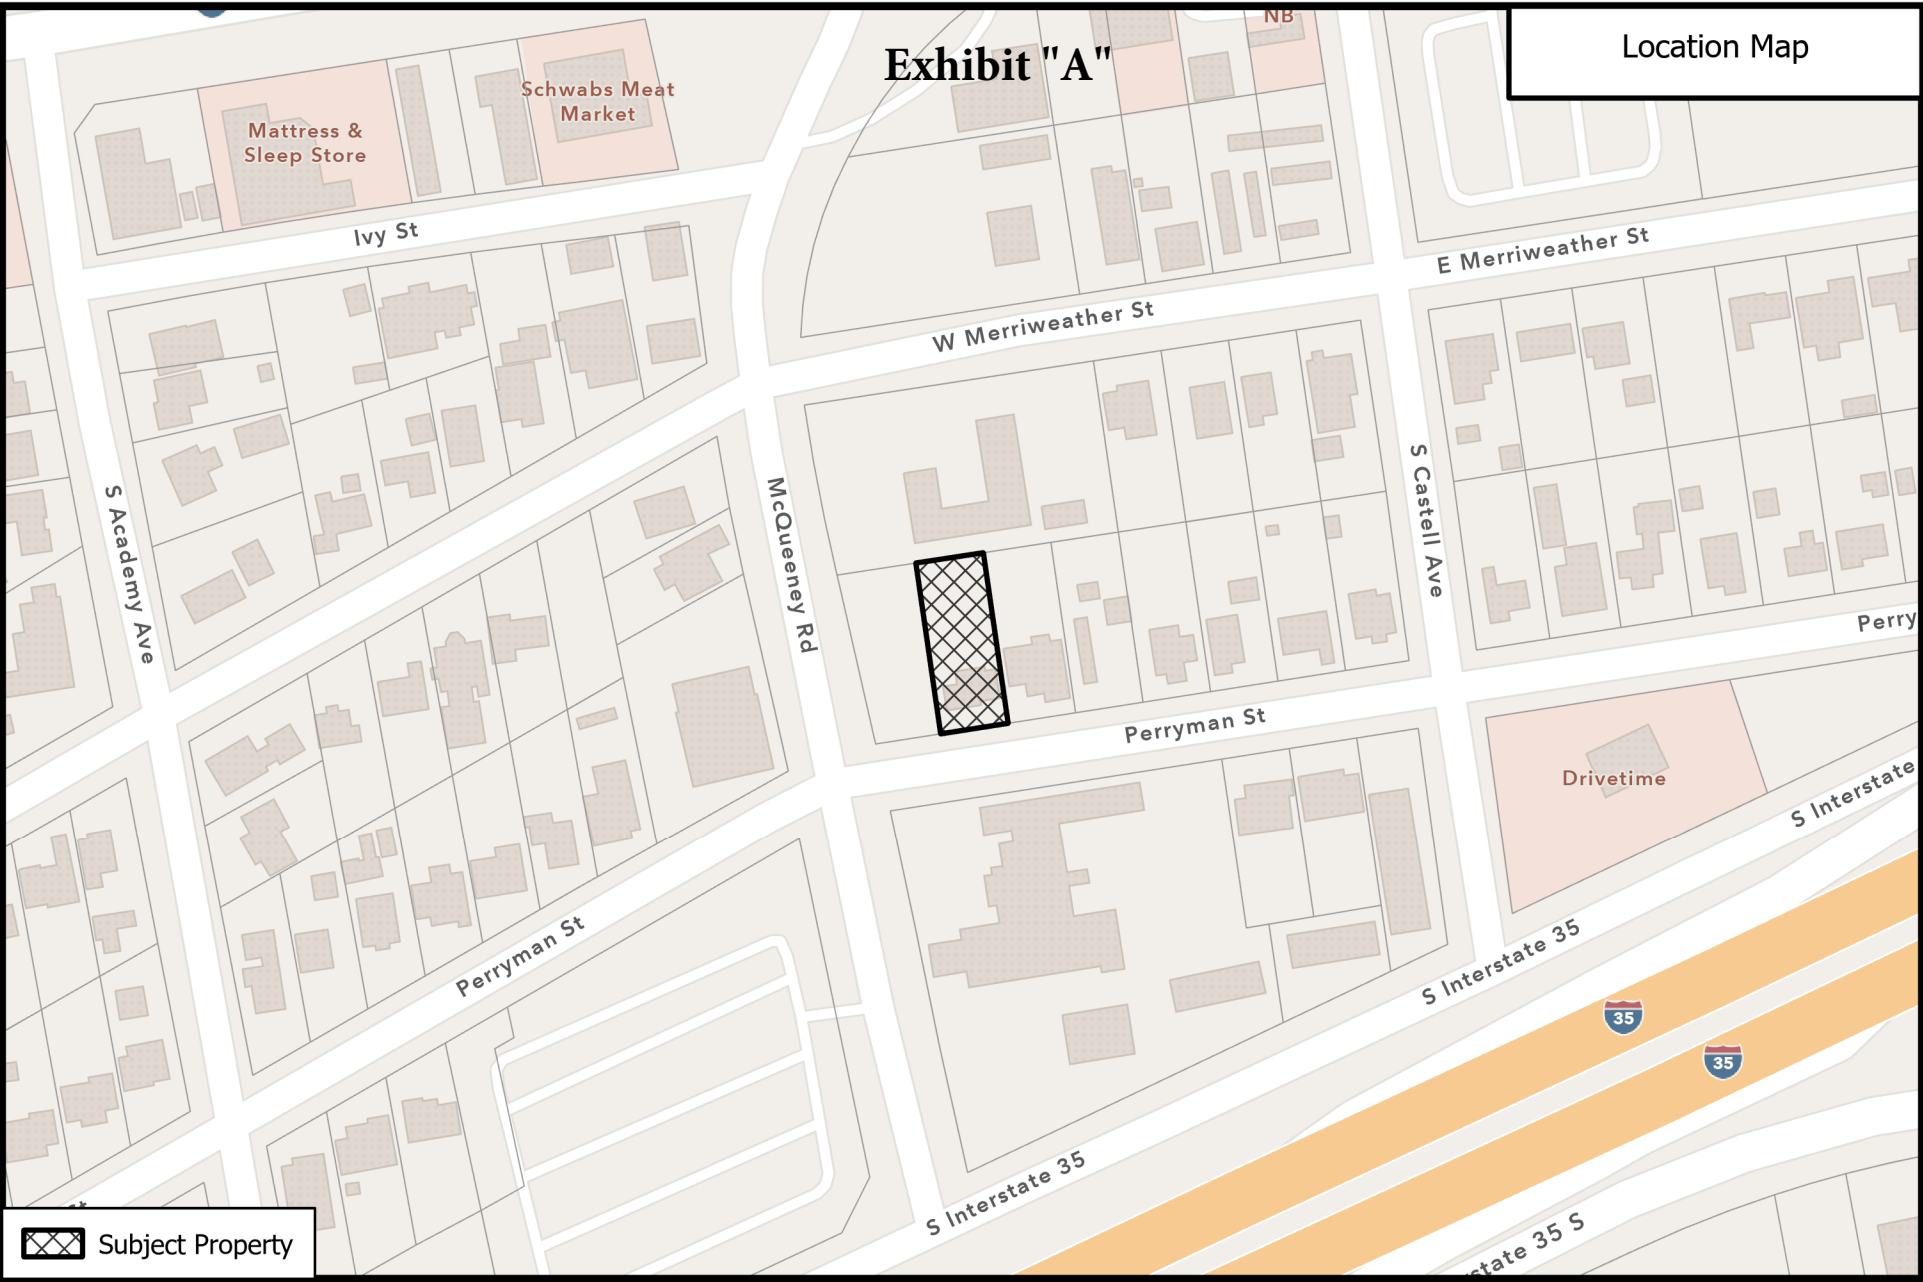 NB
Exhibit "A"
Location Map
Schwabs Meat
Market
Mattress &
Sleep Store
Ivy St
E Merriweather St
W Merriweather St
S Academy Ave
McQueeney Rd
S Castell Ave
Perry
Perryman St
Drivetime
S Interstate
Perryman St
S Interstate 35
35
35
S Interstate 35
state 35 S
St
Subject Property